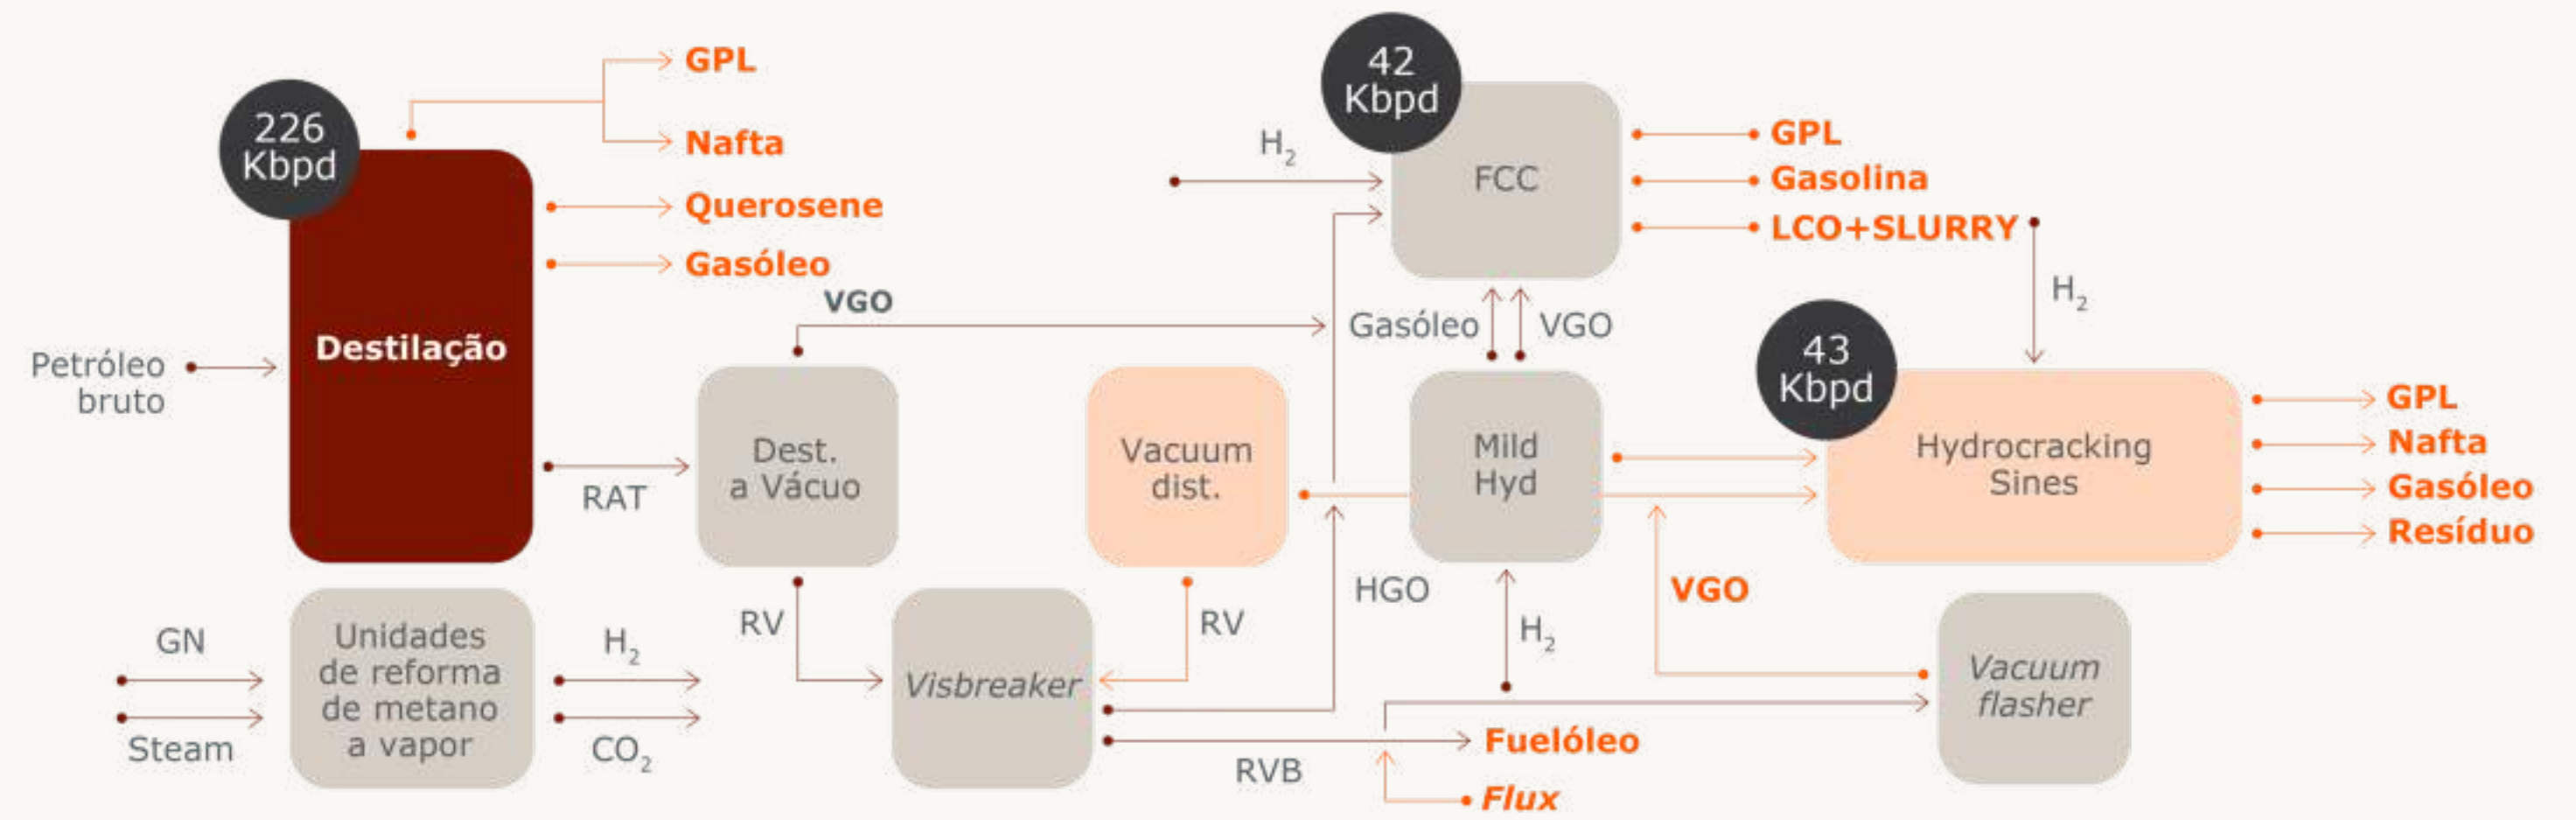 226
Kbpd
Destilação
Petróleo
bruto
GPL
Nafta
Querosene
Gasóleo
RAT
GN
Steam
Unidades
de reforma
de metano
a vapor
H₂
CO₂
VGO
Dest.
a Vácuo
RV
Visbreaker
Vacuum
dist.
RV
HGO
RVB
Fuelóleo
Flux
H₂
42
Kbpd
FCC
GPL
Gasolina
LCO+SLURRY
H₂
Gasóleo
VGO
Mild
Hyd
H₂
43
Kbpd
Hydrocracking
Sines
GPL
Nafta
Gasóleo
Resíduo
VGO
Vacuum
flasher